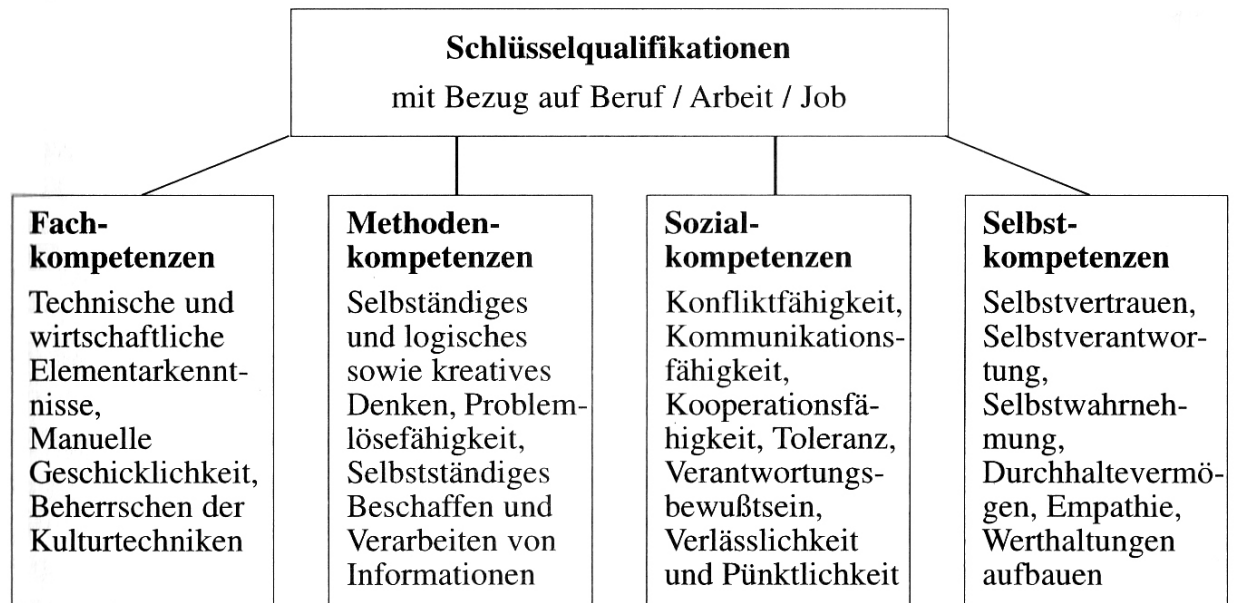 Schlüsselqualifikationen
mit Bezug auf Beruf / Arbeit / Job
Fach-
kompetenzen
Technische und
wirtschaftliche
Elementarkennt-
nisse,
Manuelle
Geschicklichkeit,
Beherrschen der
Kulturtechniken
Methoden-
kompetenzen
Selbständiges
und logisches
sowie kreatives
Denken, Problem-
lösefähigkeit,
Selbstständiges
Beschaffen und
Verarbeiten von
Informationen
Sozial-
kompetenzen
Konfliktfähigkeit,
Kommunikations-
fähigkeit,
Kooperationsfä-
higkeit, Toleranz,
Verantwortungs-
bewußtsein,
Verlässlichkeit
und Pünktlichkeit
Selbst-
kompetenzen
Selbstvertrauen,
Selbstverantwor-
tung,
Selbstwahrneh-
mung,
Durchhaltevermö-
gen, Empathie,
Werthaltungen
aufbauen